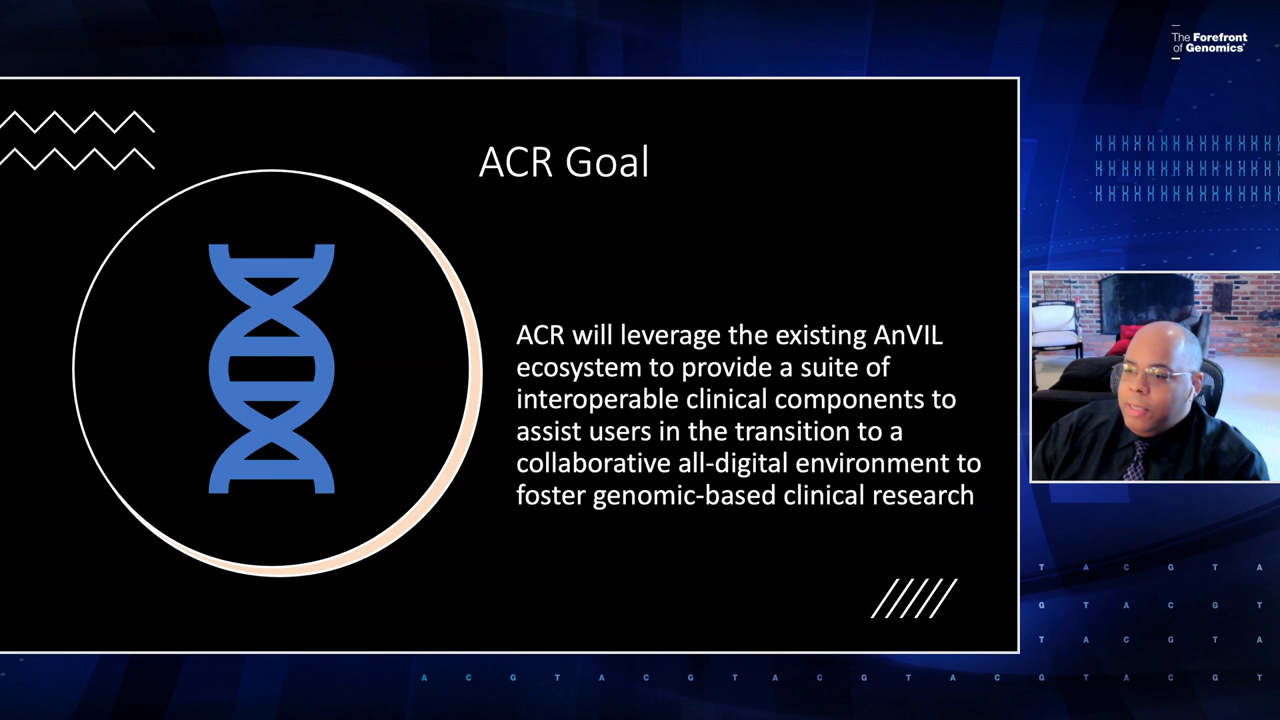 The Forefront
of Genomics®
ACR Goal
ACR will leverage the existing AnVIL
ecosystem to provide a suite of
interoperable clinical components to
assist users in the transition to a
collaborative all-digital environment to
foster genomic-based clinical research
T A C G T A
G T A C G T
T A C G T A
A C G T A C G T A C G T A C G T A C G T